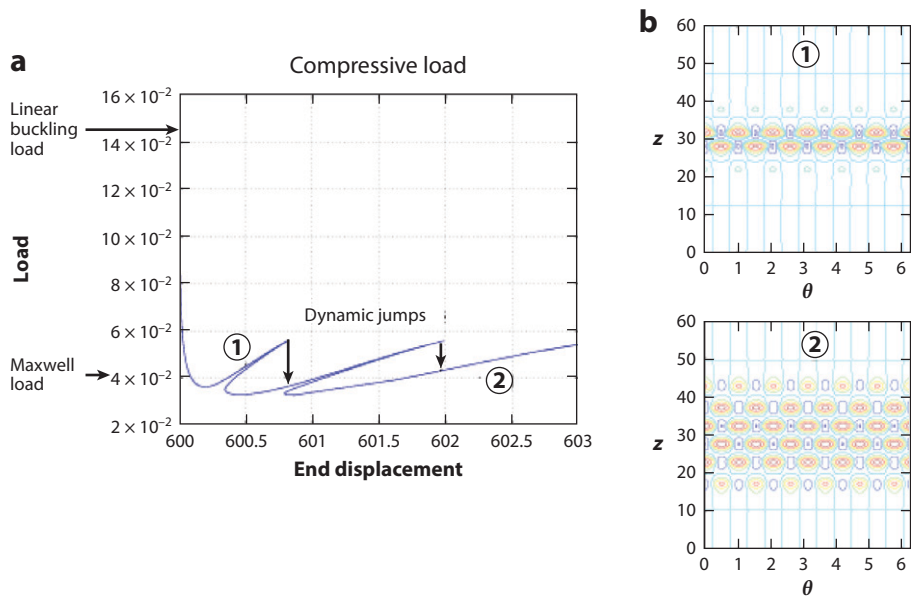 a
Compressive load
Linear
buckling
load
16 × 10⁻²
14 × 10⁻²
12 × 10⁻²
10 × 10⁻²
8 × 10⁻²
6 × 10⁻²
4 × 10⁻²
2 × 10⁻²
Load
Maxwell
load
Dynamic jumps
1
2
600
600.5
601
601.5
602
602.5
603
End displacement
b
1
60
50
40
30
20
10
0
z
0 1 2 3 4 5 6
θ
2
60
50
40
30
20
10
0
z
0 1 2 3 4 5 6
θ